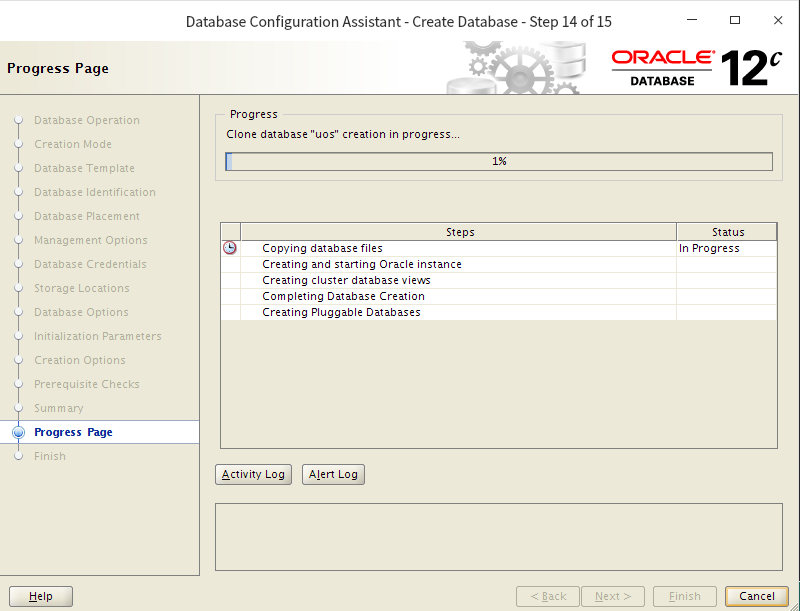 Database Configuration Assistant - Create Database - Step 14 of 15
Progress Page
ORACLE®
DATABASE
12c
Database Operation
Creation Mode
Database Template
Database Identification
Database Placement
Management Options
Database Credentials
Storage Locations
Database Options
Initialization Parameters
Creation Options
Prerequisite Checks
Summary
Progress Page
Finish
Progress
Clone database "uos" creation in progress...
1%
Steps Status
Copying database files In Progress
Creating and starting Oracle instance
Creating cluster database views
Completing Database Creation
Creating Pluggable Databases
Activity Log Alert Log
Help < Back Next > Finish Cancel